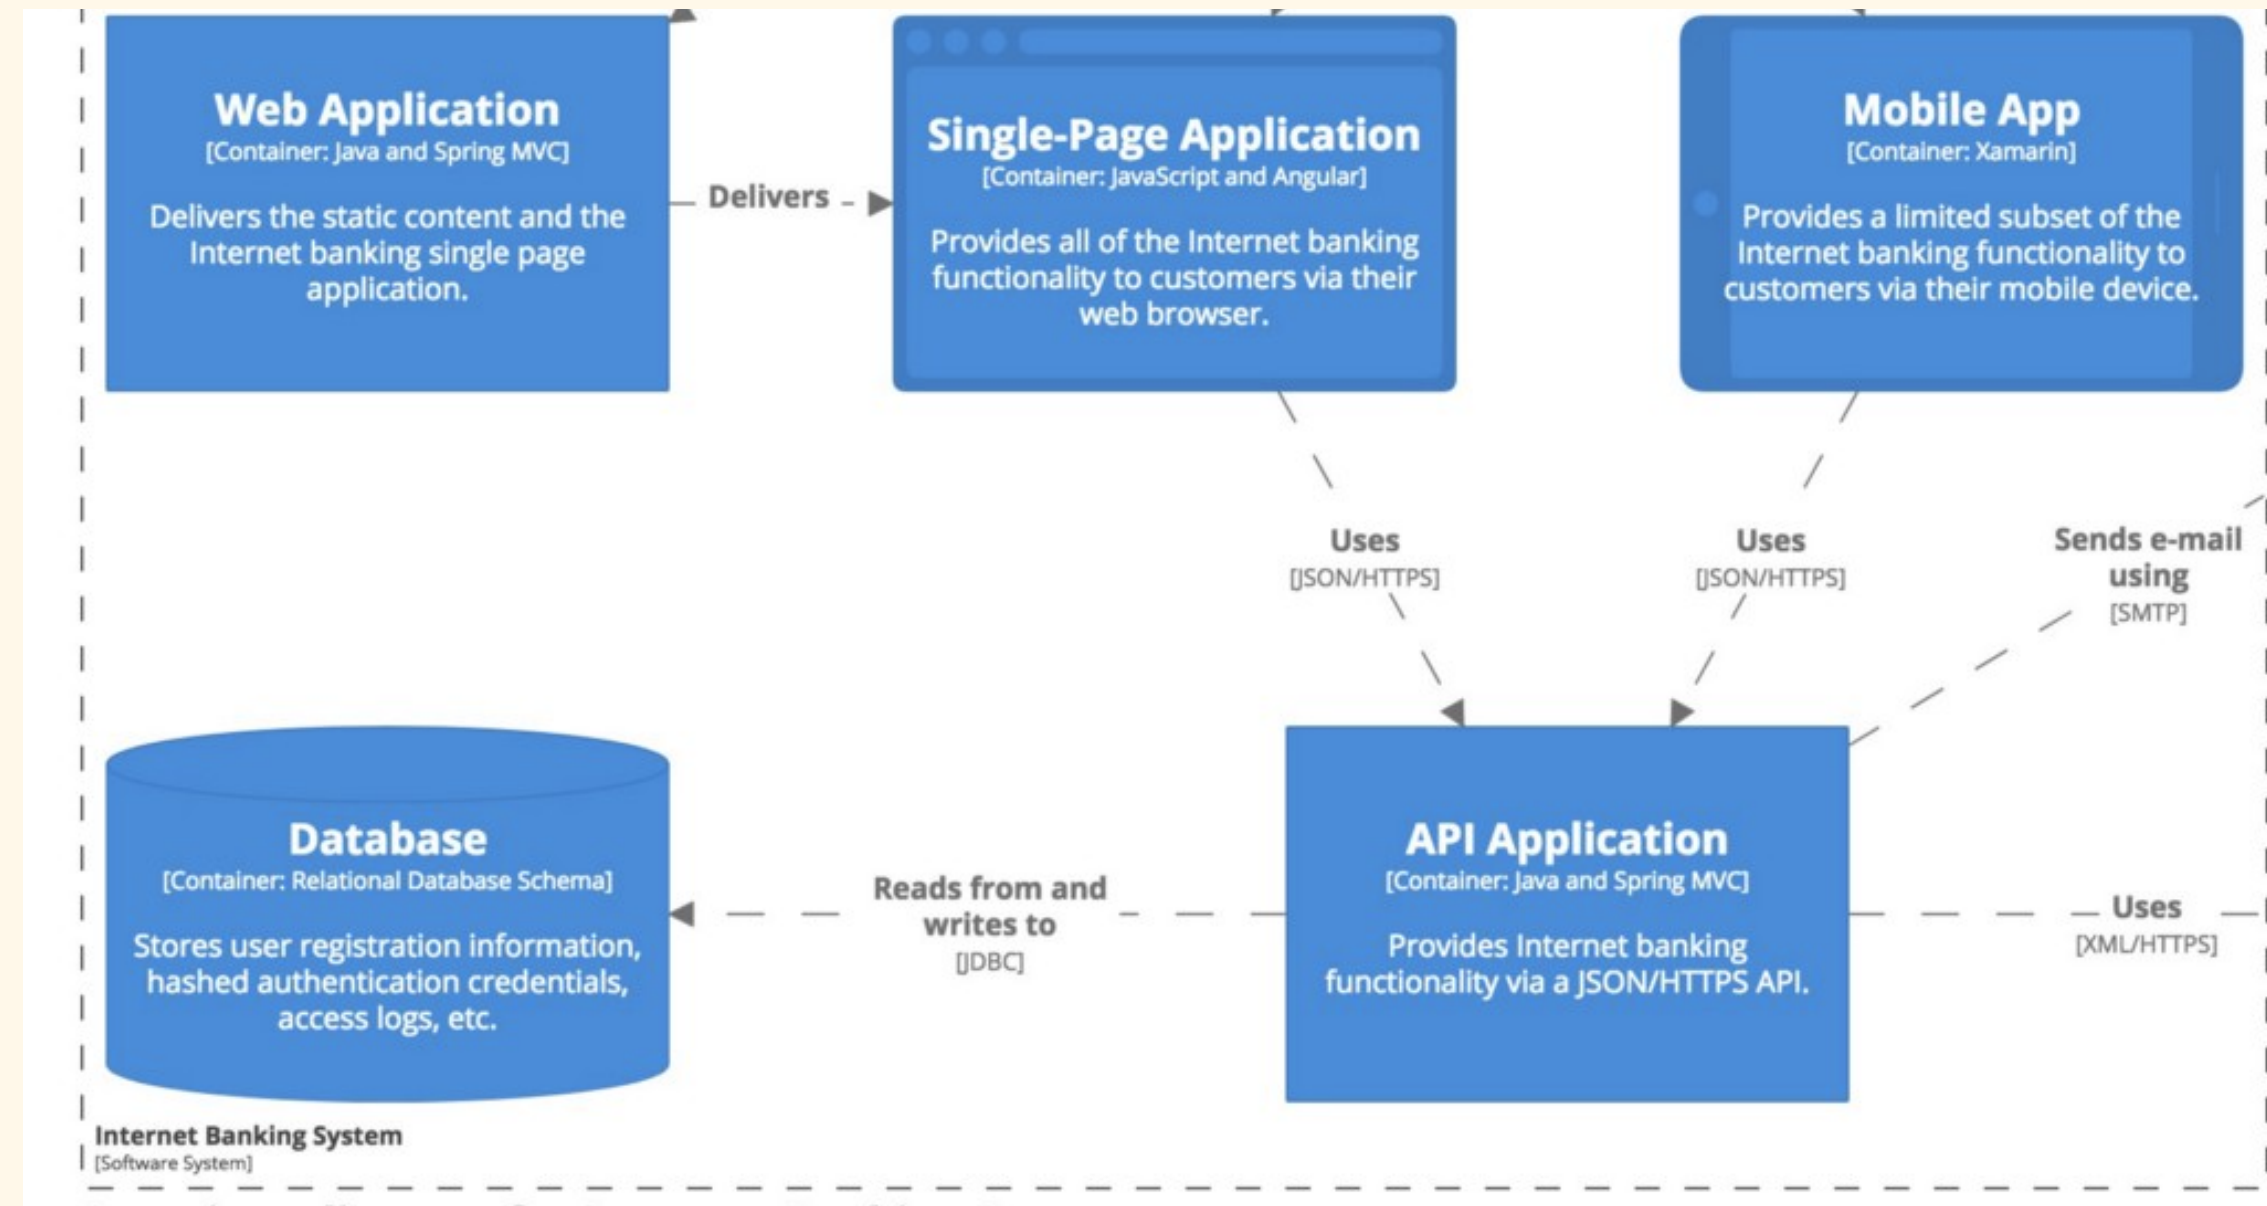 Web Application
[Container: Java and Spring MVC]
Delivers the static content and the
Internet banking single page
application.
Delivers
Single-Page Application
[Container: JavaScript and Angular]
Provides all of the Internet banking
functionality to customers via their
web browser.
Mobile App
[Container: Xamarin]
Provides a limited subset of the
Internet banking functionality to
customers via their mobile device.
Uses
[JSON/HTTPS]
Uses
[JSON/HTTPS]
Sends e-mail
using
[SMTP]
Database
[Container: Relational Database Schema]
Stores user registration information,
hashed authentication credentials,
access logs, etc.
Reads from and
writes to
[JDBC]
API Application
[Container: Java and Spring MVC]
Provides Internet banking
functionality via a JSON/HTTPS API.
Uses
[XML/HTTPS]
Internet Banking System
[Software System]